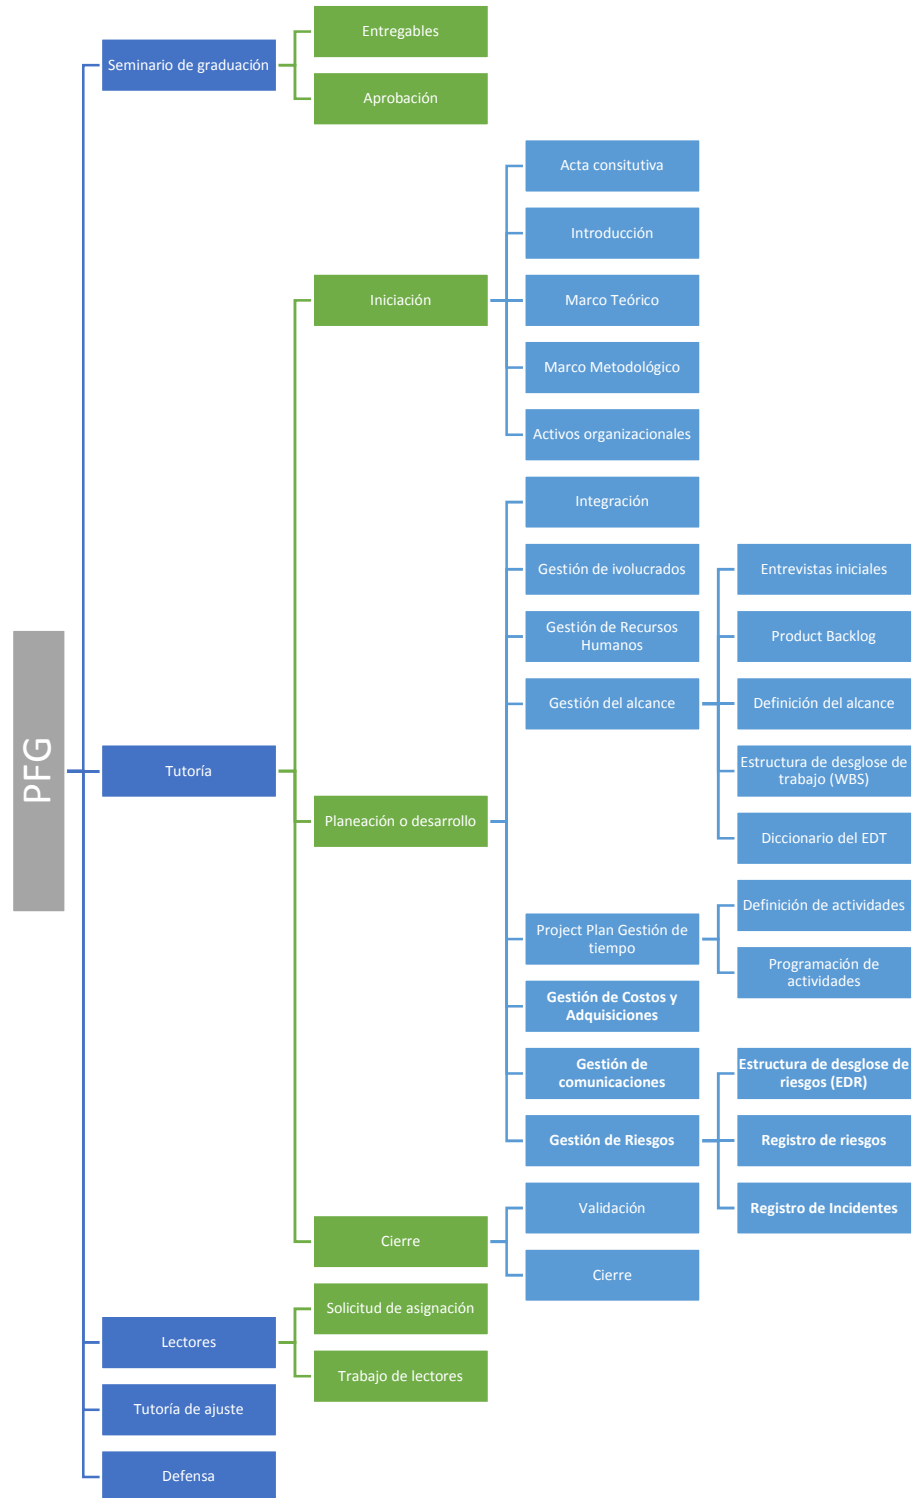 PFG
Seminario de graduación
Entregables
Aprobación
Tutoría
Iniciación
Acta consitutiva
Introducción
Marco Teórico
Marco Metodológico
Activos organizacionales
Planeación o desarrollo
Integración
Gestión de ivolucrados
Gestión de Recursos
Humanos
Gestión del alcance
Entrevistas iniciales
Product Backlog
Definición del alcance
Estructura de desglose de
trabajo (WBS)
Diccionario del EDT
Project Plan Gestión de
tiempo
Definición de actividades
Programación de
actividades
Gestión de Costos y
Adquisiciones
Gestión de
comunicaciones
Gestión de Riesgos
Estructura de desglose de
riesgos (EDR)
Registro de riesgos
Registro de Incidentes
Cierre
Validación
Cierre
Lectores
Solicitud de asignación
Trabajo de lectores
Tutoría de ajuste
Defensa